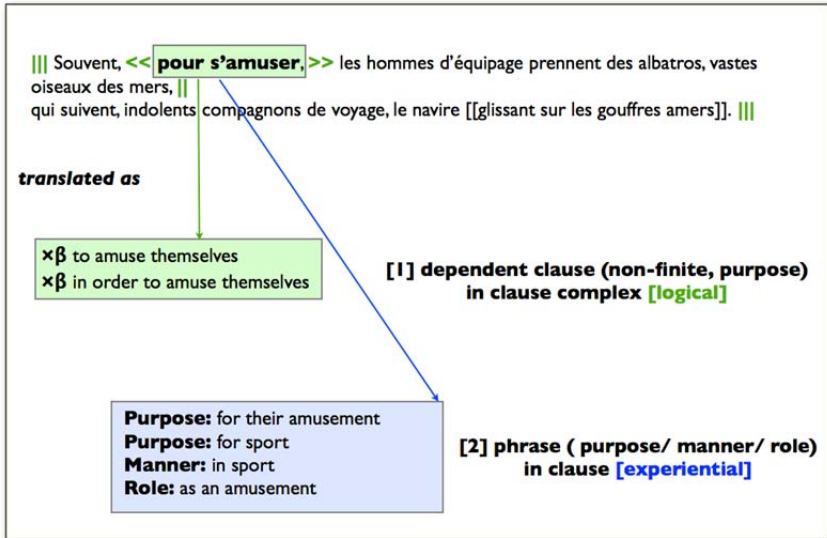 ||| Souvent, << pour s’amuser, >> les hommes d’équipage prennent des albatros, vastes
oiseaux des mers, ||
qui suivent, indolents compagnons de voyage, le navire [[glissant sur les gouffres amers]]. |||
translated as
×β to amuse themselves
×β in order to amuse themselves
[1] dependent clause (non-finite, purpose)
in clause complex [logical]
Purpose: for their amusement
Purpose: for sport
Manner: in sport
Role: as an amusement
[2] phrase ( purpose/ manner/ role)
in clause [experiential]